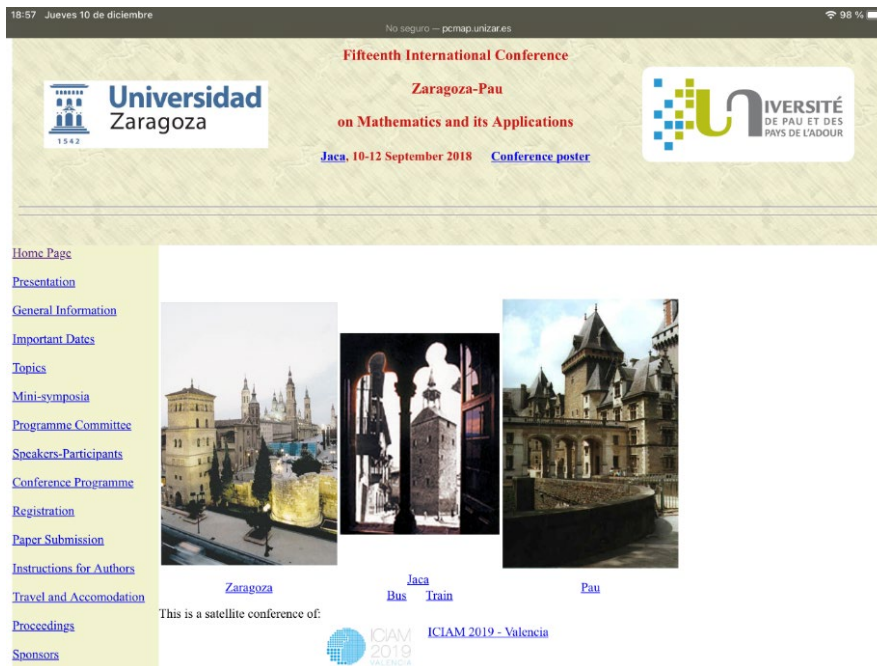 18:57 Jueves 10 de diciembre
No seguro — pcmap.unizar.es
98 %
Fifteenth International Conference
Zaragoza-Pau
on Mathematics and its Applications
Jaca, 10-12 September 2018 Conference poster
Universidad
Zaragoza
1542
UNIVERSITÉ
DE PAU ET DES
PAYS DE L'ADOUR
Home Page
Presentation
General Information
Important Dates
Topics
Mini-symposia
Programme Committee
Speakers-Participants
Conference Programme
Registration
Paper Submission
Instructions for Authors
Travel and Accomodation
Proceedings
Sponsors
Zaragoza
Jaca
Bus Train
Pau
This is a satellite conference of:
ICIAM
2019
VALENCIA
ICIAM 2019 - Valencia